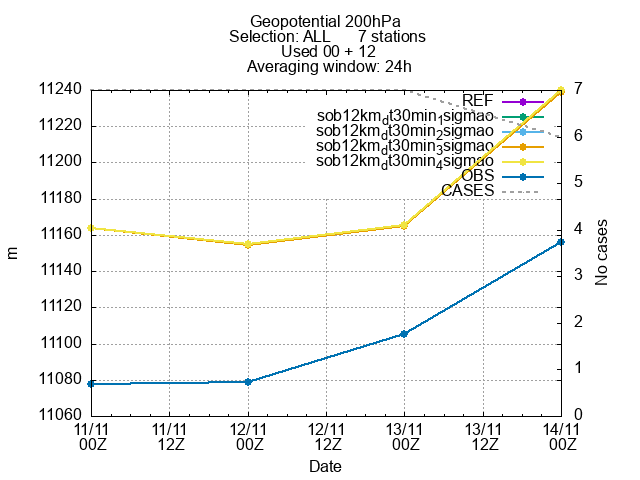 Geopotential 200hPa
Selection: ALL 7 stations
Used 00 + 12
Averaging window: 24h
11240
11220
11200
11180
11160
11140
11120
11100
11080
11060
7
6
5
4
3
2
1
0
REF
sob12km_dt30min_1sigmao
sob12km_dt30min_2sigmao
sob12km_dt30min_3sigmao
sob12km_dt30min_4sigmao
OBS
CASES
m
No cases
11/11 11/11 12/11 12/11 13/11 13/11 14/11
00Z 12Z 00Z 12Z 00Z 12Z 00Z
Date